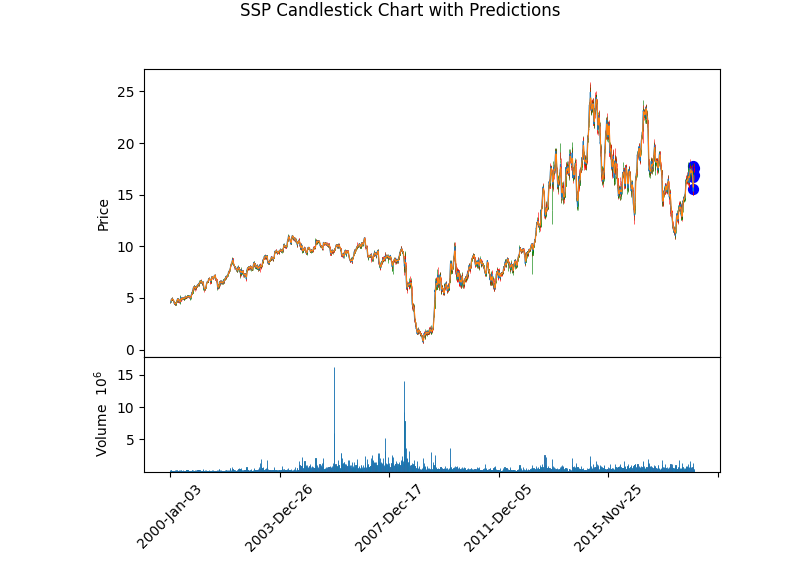 SSP Candlestick Chart with Predictions
25
20
15
10
5
0
Price
15
10
5
Volume 10^6
2000-Jan-03
2003-Dec-26
2007-Dec-17
2011-Dec-05
2015-Nov-25